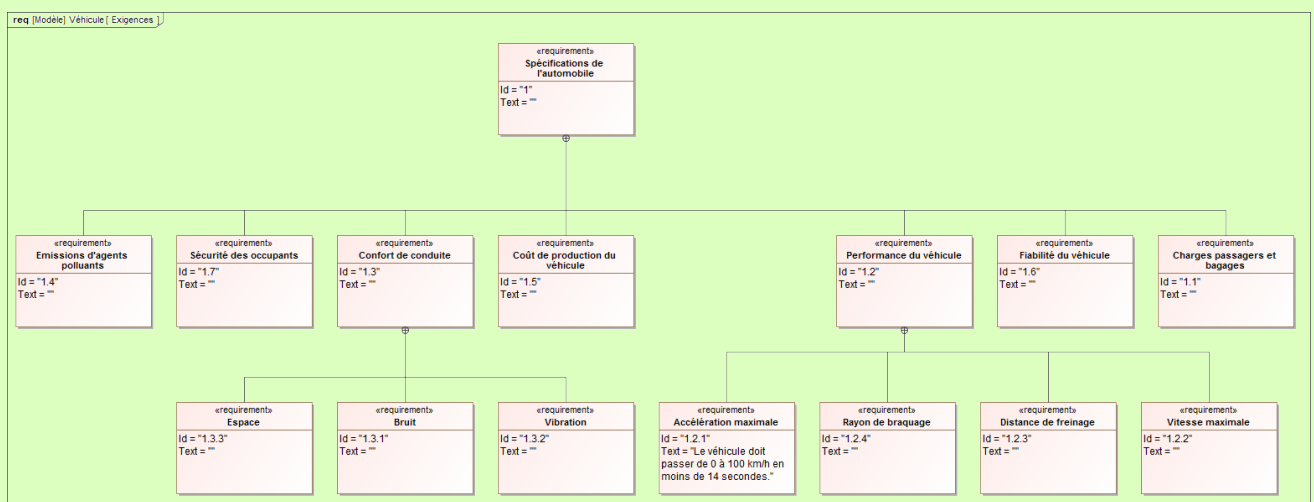 req [Modèle] Véhicule [ Exigences ]
«requirement»
Spécifications de
l'automobile
Id = "1"
Text = ""
«requirement»
Emissions d'agents
polluants
Id = "1.4"
Text = ""
«requirement»
Sécurité des occupants
Id = "1.7"
Text = ""
«requirement»
Confort de conduite
Id = "1.3"
Text = ""
«requirement»
Coût de production du
véhicule
Id = "1.5"
Text = ""
«requirement»
Performance du véhicule
Id = "1.2"
Text = ""
«requirement»
Fiabilité du véhicule
Id = "1.6"
Text = ""
«requirement»
Charges passagers et
bagages
Id = "1.1"
Text = ""
«requirement»
Espace
Id = "1.3.3"
Text = ""
«requirement»
Bruit
Id = "1.3.1"
Text = ""
«requirement»
Vibration
Id = "1.3.2"
Text = ""
«requirement»
Accélération maximale
Id = "1.2.1"
Text = "Le véhicule doit
passer de 0 à 100 km/h en
moins de 14 secondes."
«requirement»
Rayon de braquage
Id = "1.2.4"
Text = ""
«requirement»
Distance de freinage
Id = "1.2.3"
Text = ""
«requirement»
Vitesse maximale
Id = "1.2.2"
Text = ""